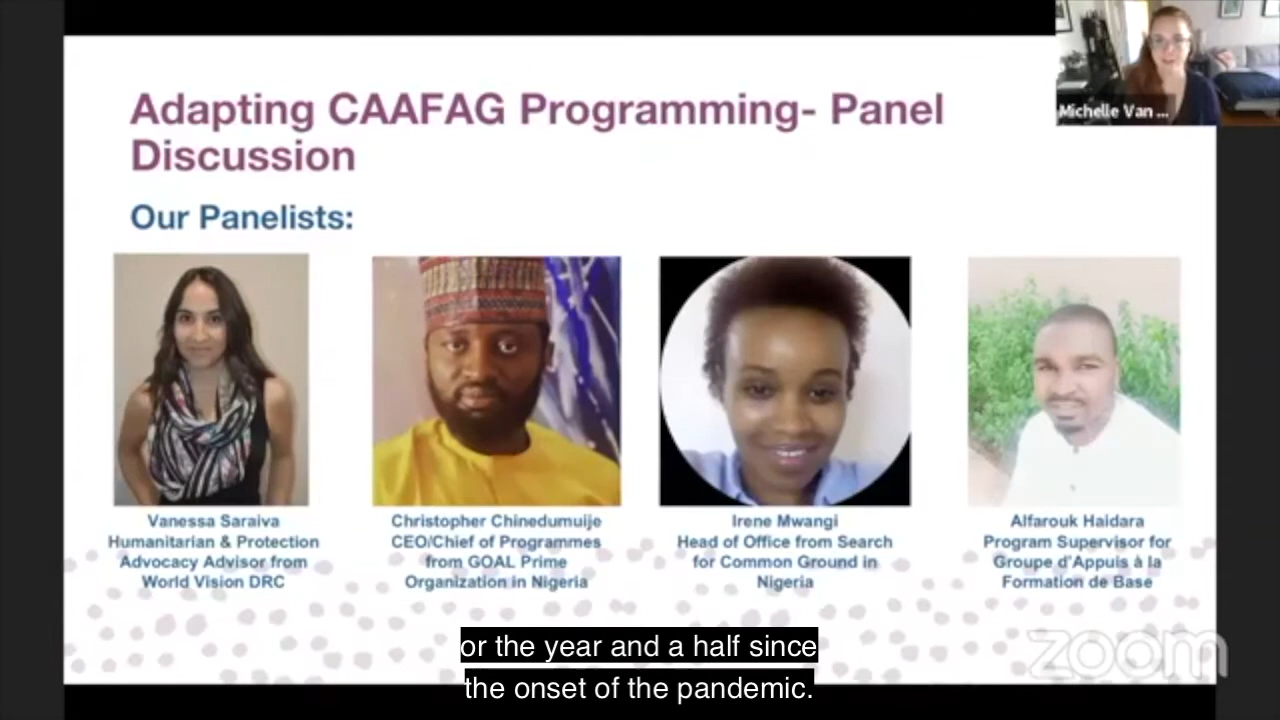 Adapting CAAFAG Programming- Panel
Discussion
Michelle Van ...
Our Panelists:
Vanessa Saraiva
Humanitarian & Protection
Advocacy Advisor from
World Vision DRC
Christopher Chinedumuije
CEO/Chief of Programmes
from GOAL Prime
Organization in Nigeria
Irene Mwangi
Head of Office from Search
for Common Ground in
Nigeria
Alfarouk Haidara
Program Supervisor for
Groupe d'Appuis à la
Formation de Base
or the year and a half since
the onset of the pandemic.
zoom